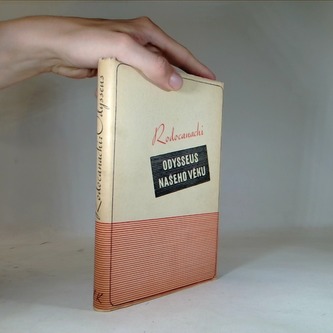 Rodocanachi
ODYSSEUS
NAŠEHO VĚKU
Rodocanachi: Odysseus